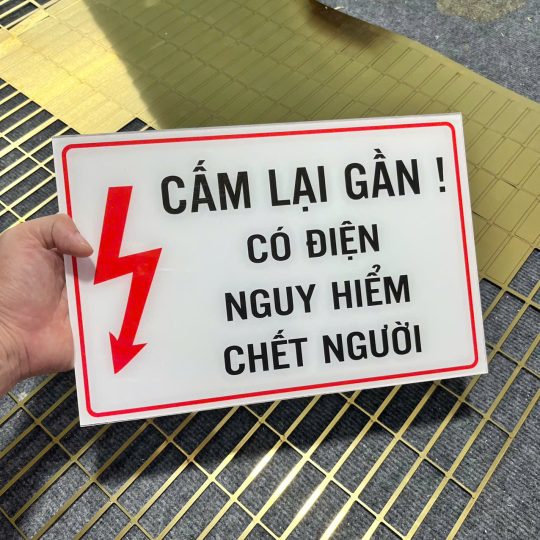 CẤM LẠI GẦN !
CÓ ĐIỆN
NGUY HIỂM
CHẾT NGƯỜI